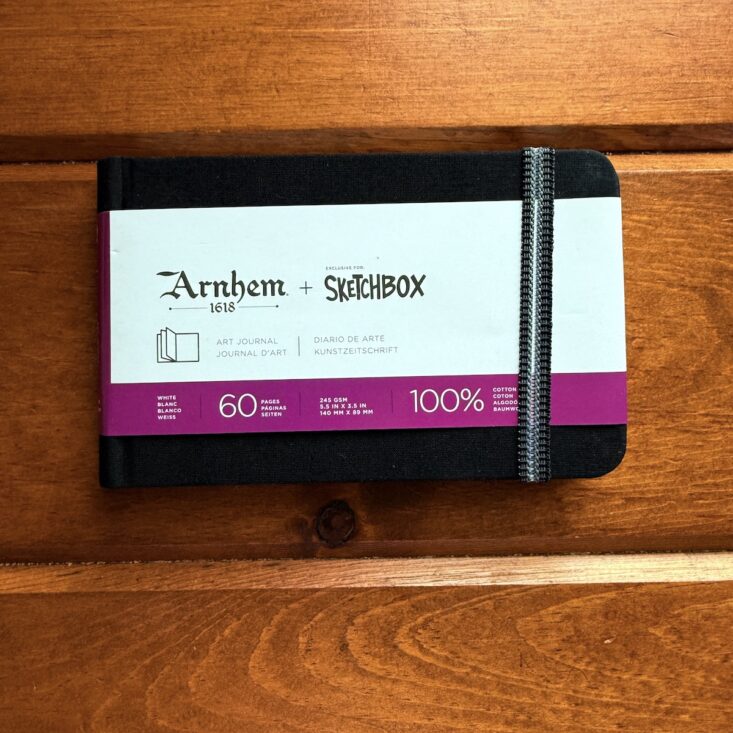 EXCLUSIVE FOR
Arnhem + SKETCHBOX
1618
ART JOURNAL
JOURNAL D'ART
DIARIO DE ARTE
KUNSTZEITSCHRIFT
WHITE
BLANC
BLANCO
WEISS
60
PAGES
PÁGINAS
SEITEN
245 GSM
5.5 IN X 3.5 IN
140 MM X 89 MM
100%
COTTON
COTON
ALGODÓ
BAUMWO